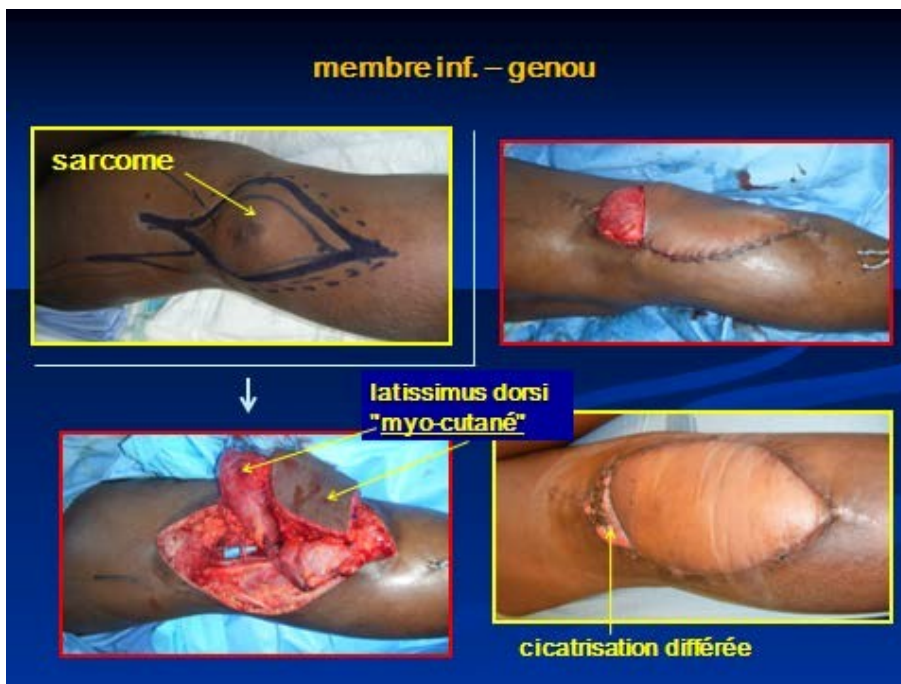 membre inf. – genou
sarcome
latissimus dorsi
"myo-cutané"
cicatrisation différée